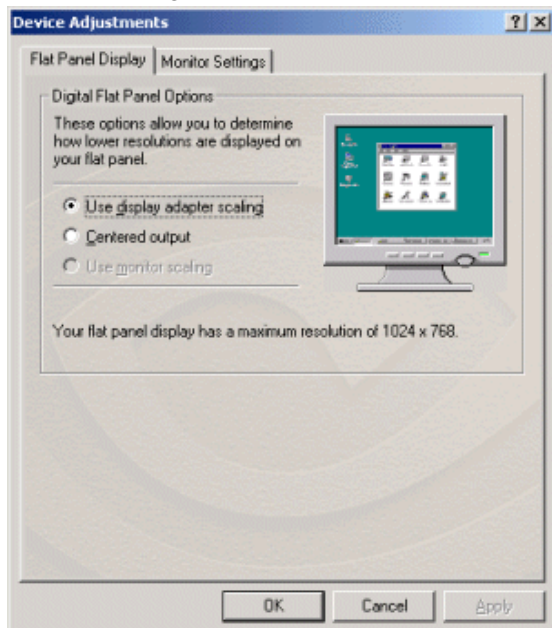 Device Adjustments
Flat Panel Display
Monitor Settings
Digital Flat Panel Options
These options allow you to determine
how lower resolutions are displayed on
your flat panel.
Use display adapter scaling
Centered output
Use monitor scaling
Your flat panel display has a maximum resolution of 1024 x 768.
OK
Cancel
Apply